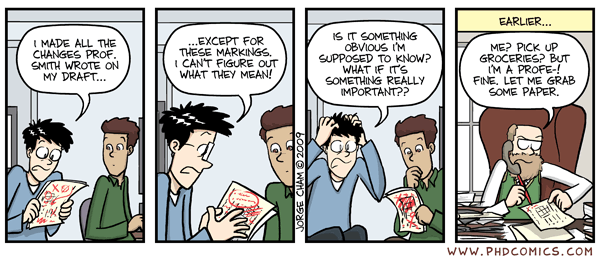 I MADE ALL THE
CHANGES PROF.
SMITH WROTE ON
MY DRAFT...
...EXCEPT FOR
THESE MARKINGS.
I CAN'T FIGURE OUT
WHAT THEY MEAN!
IS IT SOMETHING
OBVIOUS I'M
SUPPOSED TO KNOW?
WHAT IF IT'S
SOMETHING REALLY
IMPORTANT??
JORGE CHAM © 2009
EARLIER...
ME? PICK UP
GROCERIES? BUT
I'M A PROFE-!
FINE. LET ME GRAB
SOME PAPER.
WWW.PHDCOMICS.COM